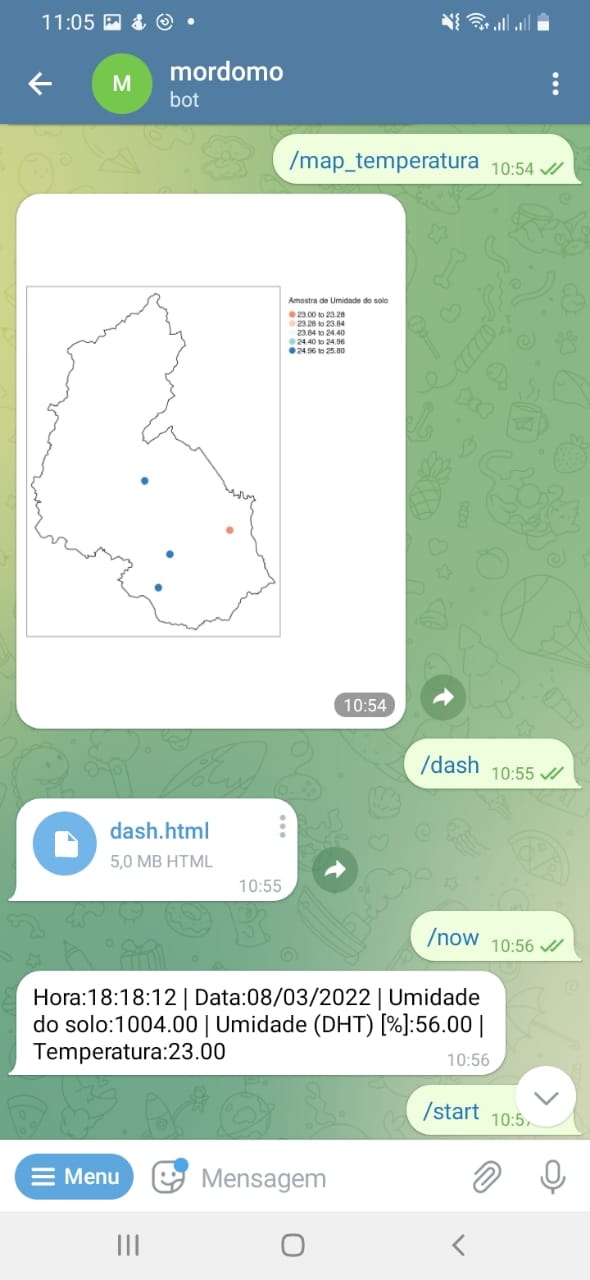 11:05
M
mordomo
bot
/map_temperatura 10:54
Amostra de Umidade do solo
23.00 to 23.28
23.28 to 23.84
23.84 to 24.40
24.40 to 24.96
24.96 to 25.80
10:54
/dash 10:55
dash.html
5,0 MB HTML
10:55
/now 10:56
Hora:18:18:12 | Data:08/03/2022 | Umidade
do solo:1004.00 | Umidade (DHT) [%]:56.00 |
Temperatura:23.00
10:56
/start
Menu
Mensagem